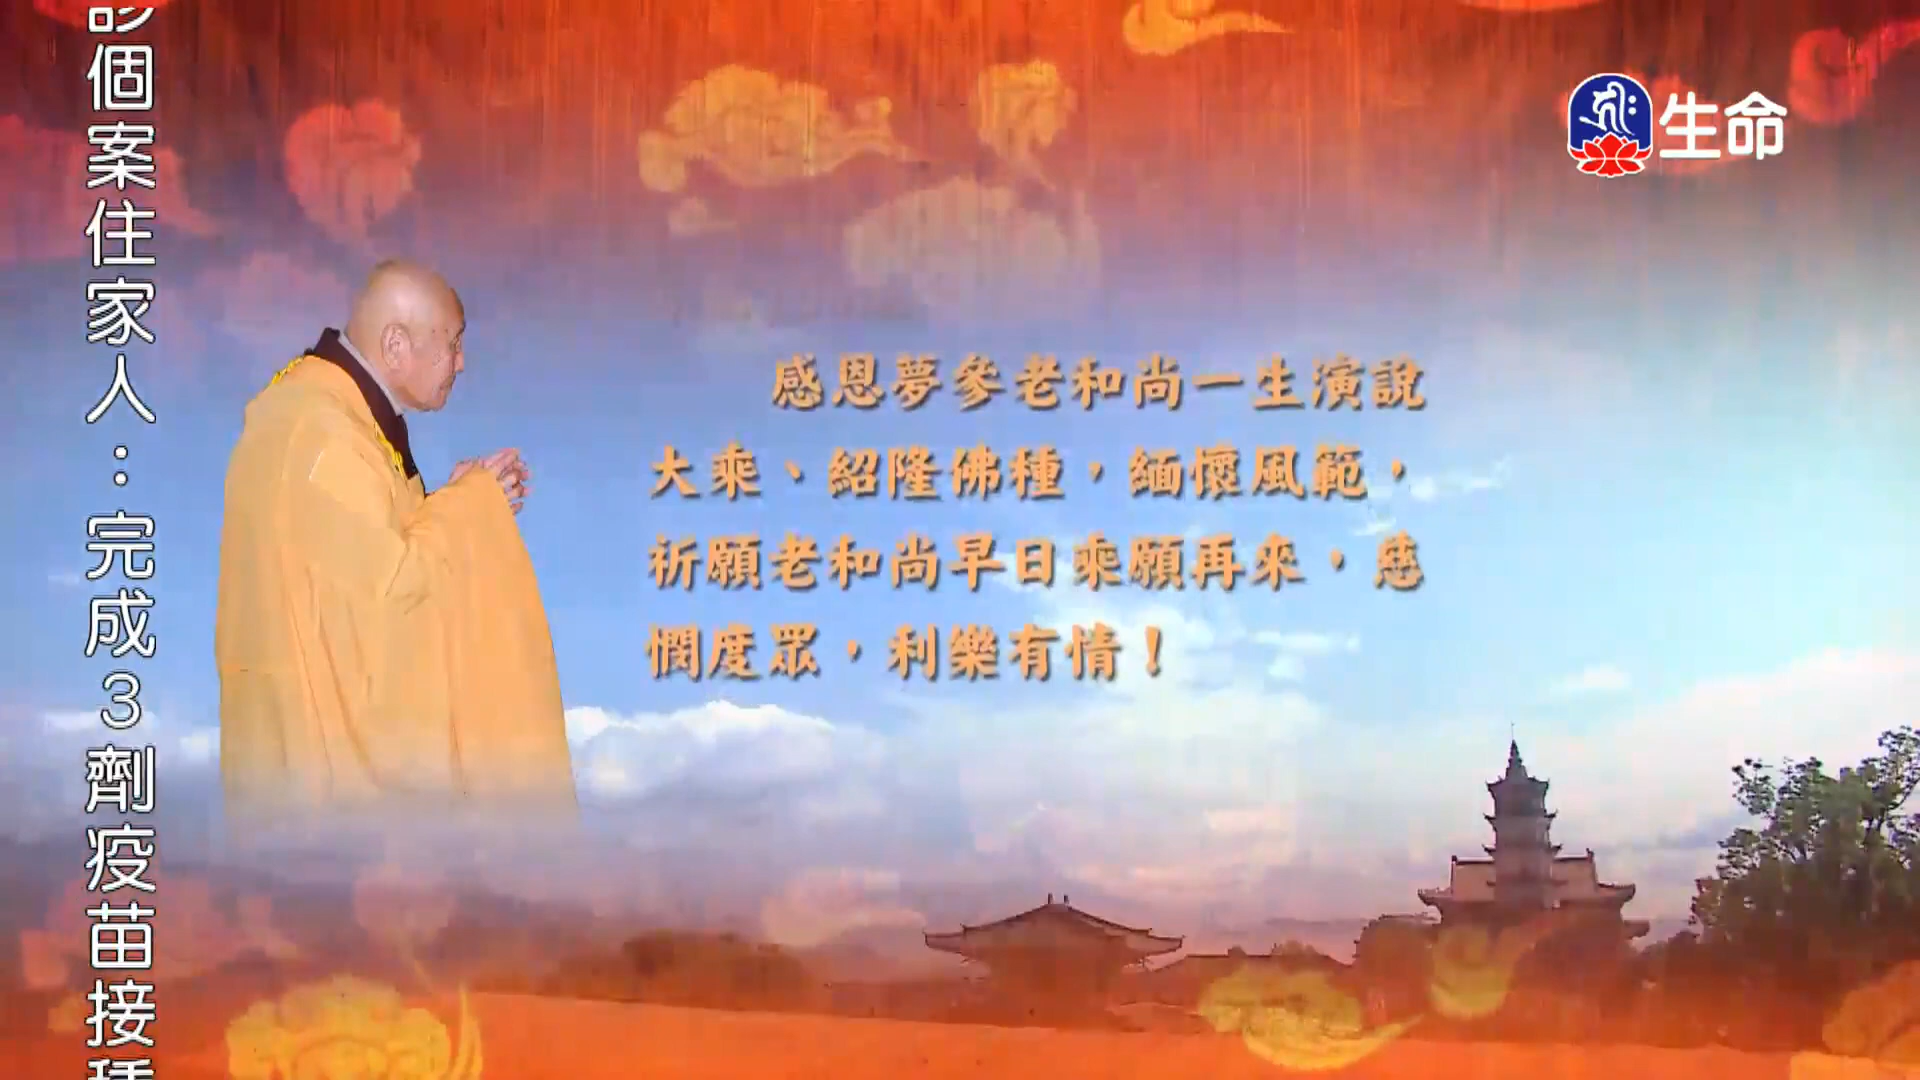 生命
感恩夢參老和尚一生演說
大乘、紹隆佛種，緬懷風範，
祈願老和尚早日乘願再來，慈
憫度眾，利樂有情！
診個案住家人：完成3劑疫苗接種